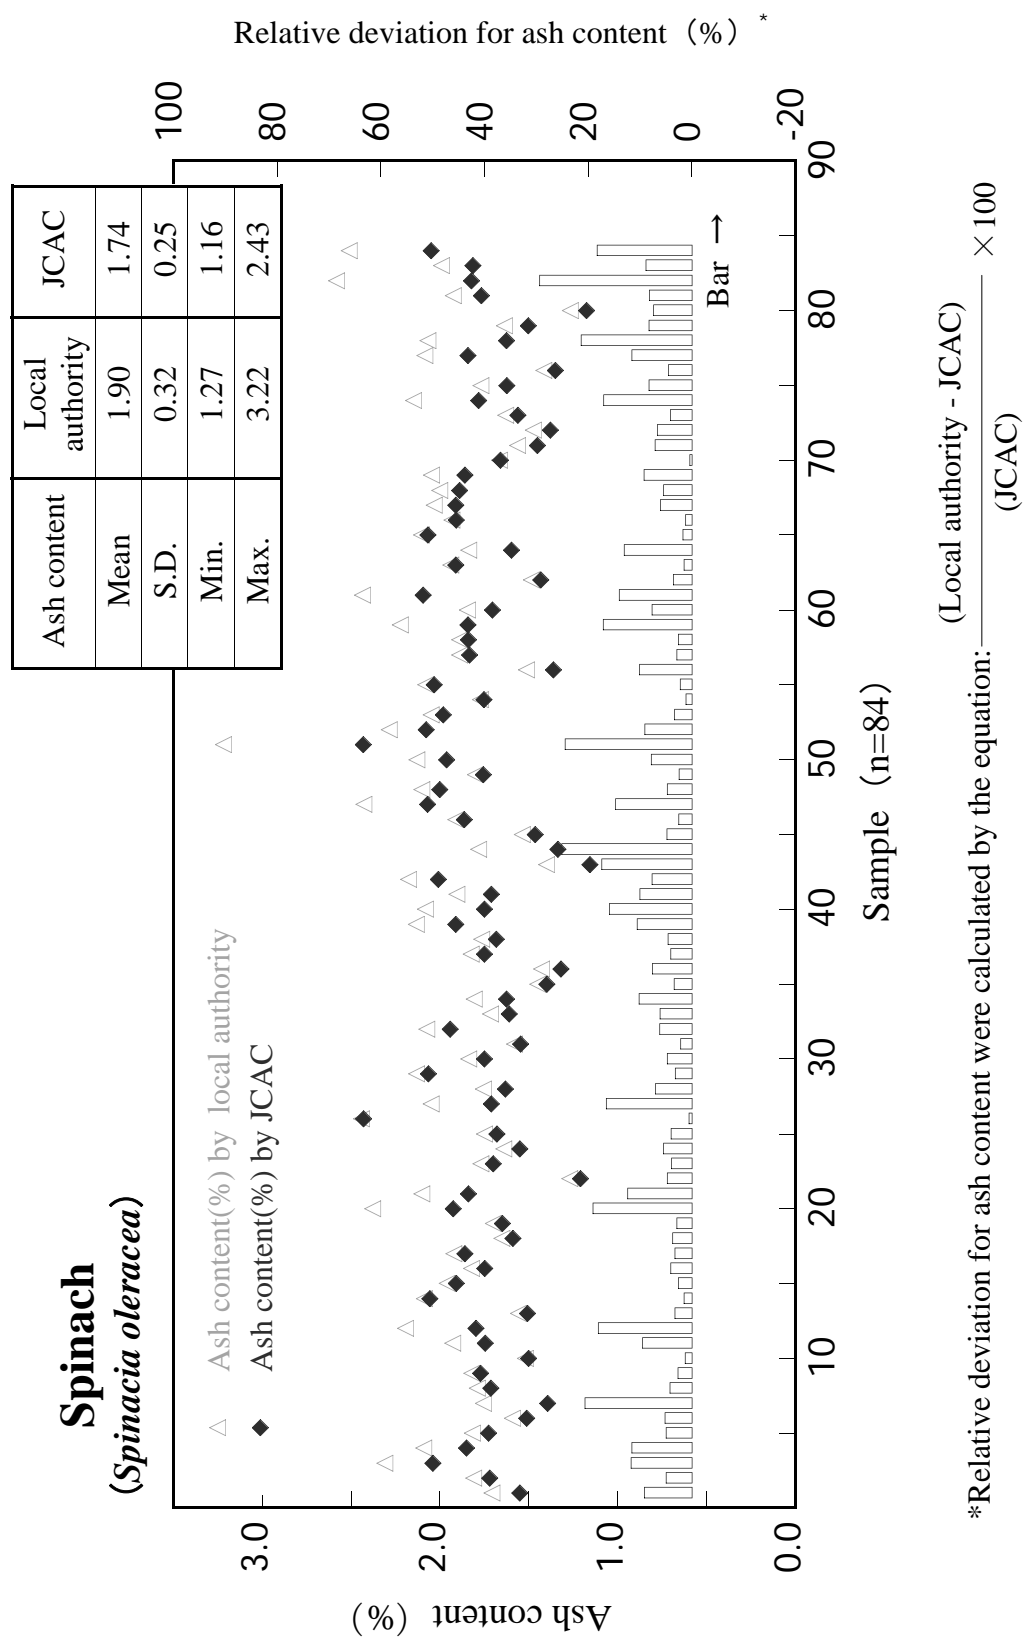 Spinach
(Spinacia oleracea)
Ash content Local authority JCAC
Mean 1.90 1.74
S.D. 0.32 0.25
Min. 1.27 1.16
Max. 3.22 2.43
Ash content(%) by local authority
Ash content(%) by JCAC
Ash content (%)
3.0
2.0
1.0
0.0
Relative deviation for ash content (%) *
100
80
60
40
20
0
-20
Bar →
10 20 30 40 50 60 70 80 90
Sample (n=84)
*Relative deviation for ash content were calculated by the equation: (Local authority - JCAC)
(JCAC)
×100